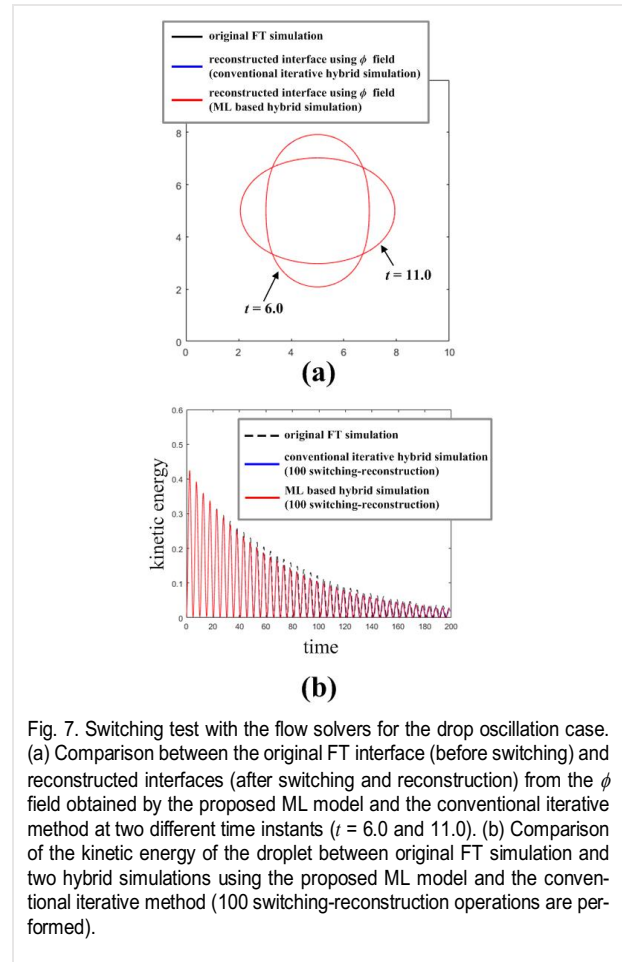 (a)
original FT simulation
reconstructed interface using ϕ field
(conventional iterative hybrid simulation)
reconstructed interface using ϕ field
(ML based hybrid simulation)
8
6
4
2
0
t = 11.0
t = 6.0
0 2 4 6 8 10
(a)
0.6
0.5
0.4
0.3
0.2
0.1
0
kinetic energy
original FT simulation
conventional iterative hybrid simulation
(100 switching-reconstruction)
ML based hybrid simulation
(100 switching-reconstruction)
0 20 40 60 80 100 120 140 160 180 200
time
(b)
Fig. 7. Switching test with the flow solvers for the drop oscillation case.
(a) Comparison between the original FT interface (before switching) and
reconstructed interfaces (after switching and reconstruction) from the ϕ
field obtained by the proposed ML model and the conventional iterative
method at two different time instants (t = 6.0 and 11.0). (b) Comparison
of the kinetic energy of the droplet between original FT simulation and
two hybrid simulations using the proposed ML model and the conven-
tional iterative method (100 switching-reconstruction operations are per-
formed).